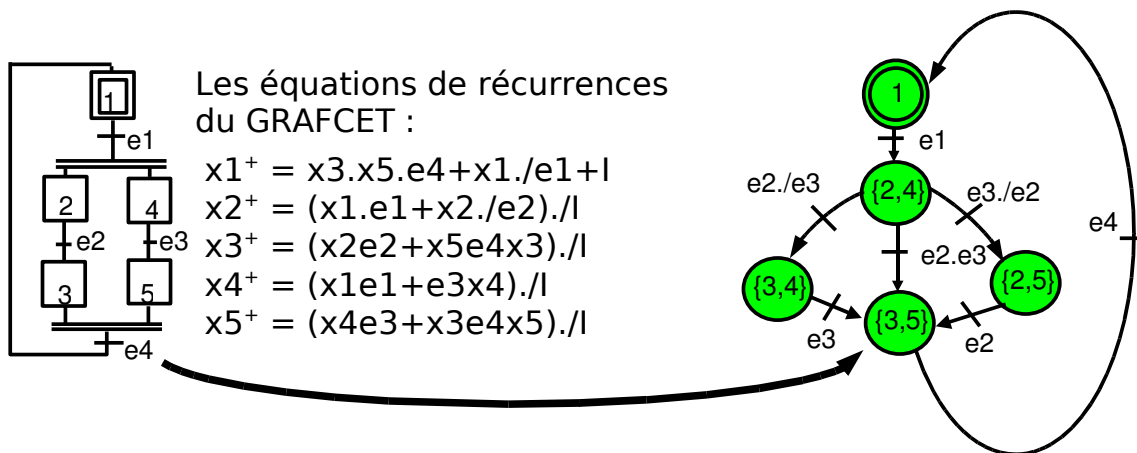 1
e1
2
4
e2
e3
3
5
e4
Les équations de récurrences
du GRAFCET :
x1⁺ = x3.x5.e4+x1./e1+I
x2⁺ = (x1.e1+x2./e2)./I
x3⁺ = (x2e2+x5e4x3)./I
x4⁺ = (x1e1+e3x4)./I
x5⁺ = (x4e3+x3e4x5)./I
1
e1
e2./e3
{2,4}
e3./e2
e4
e2.e3
{3,4}
{2,5}
{3,5}
e3
e2